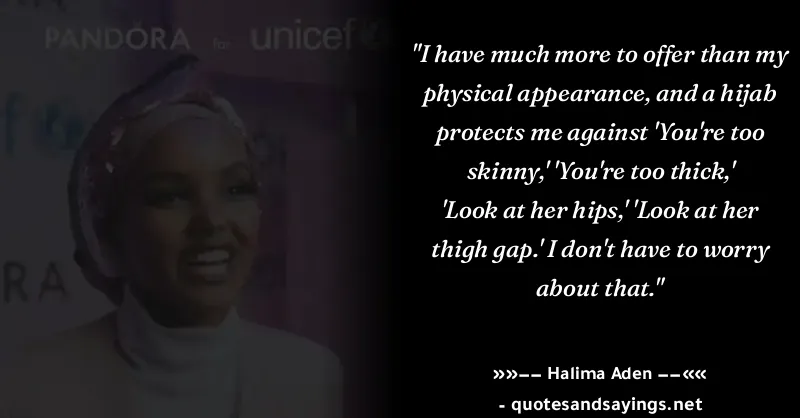 PANDÓRA for unicef
RA
"I have much more to offer than my
physical appearance, and a hijab
protects me against 'You're too
skinny,' 'You're too thick,'
'Look at her hips,' 'Look at her
thigh gap.' I don't have to worry
about that."
»»−− Halima Aden −−««
- quotesandsayings.net